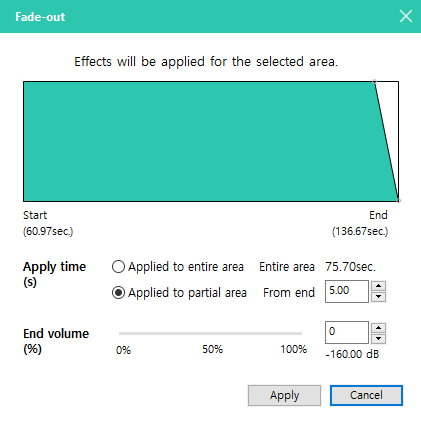 Fade-out
Effects will be applied for the selected area.
Start End
(60.97sec.) (136.67sec.)
Apply time (s)
Applied to entire area Entire area 75.70sec.
Applied to partial area From end 5.00
End volume (%)
0
0% 50% 100% -160.00 dB
Apply Cancel